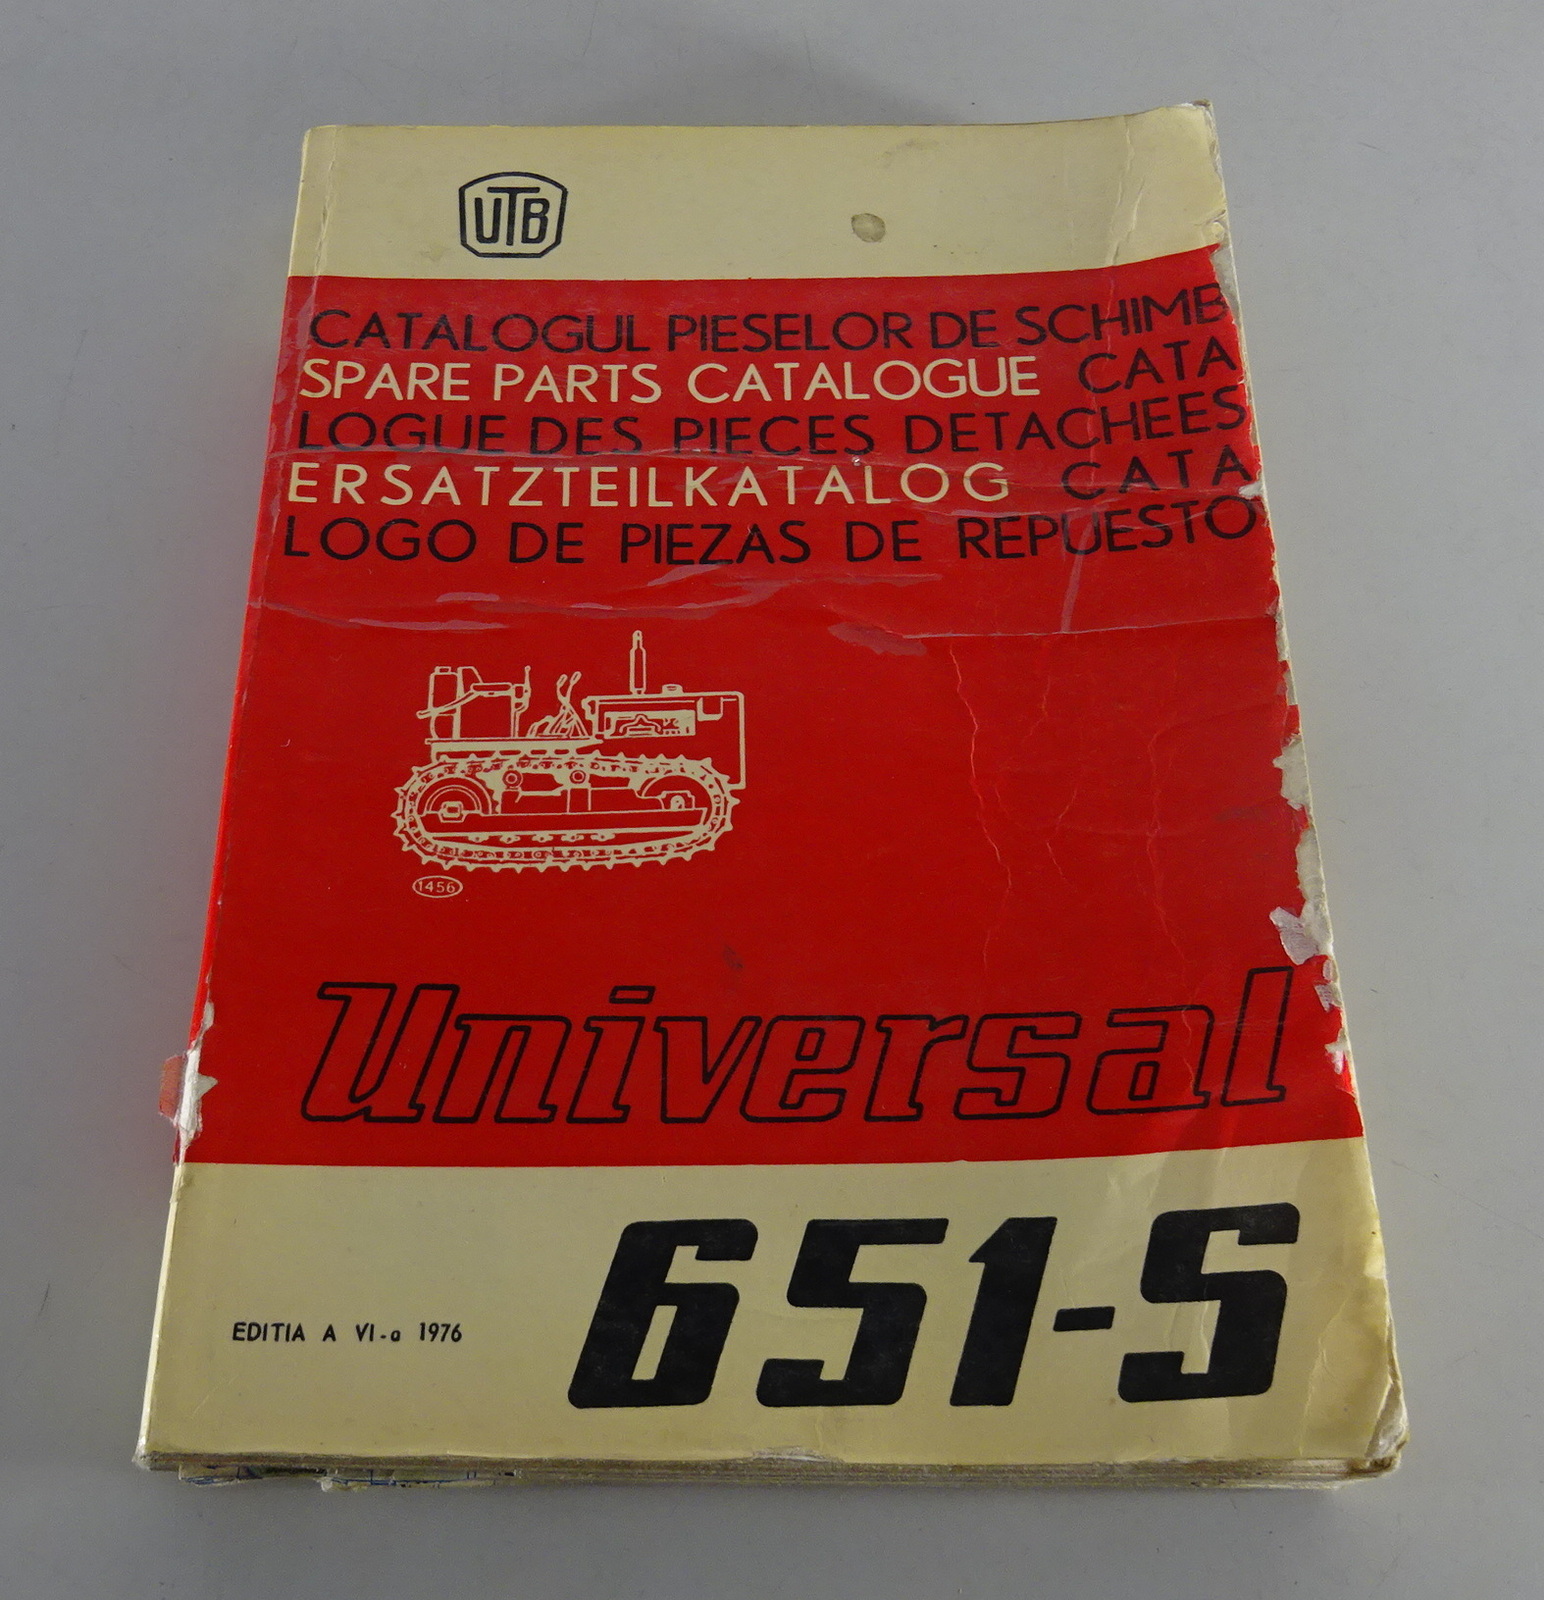 UTB
CATALOGUL PIESELOR DE SCHIMB
SPARE PARTS CATALOGUE CATA
LOGUE DES PIECES DETACHEES
ERSATZTEILKATALOG CATA
LOGO DE PIEZAS DE REPUESTO
1456
Universal
651-S
EDITIA A VI-a 1976